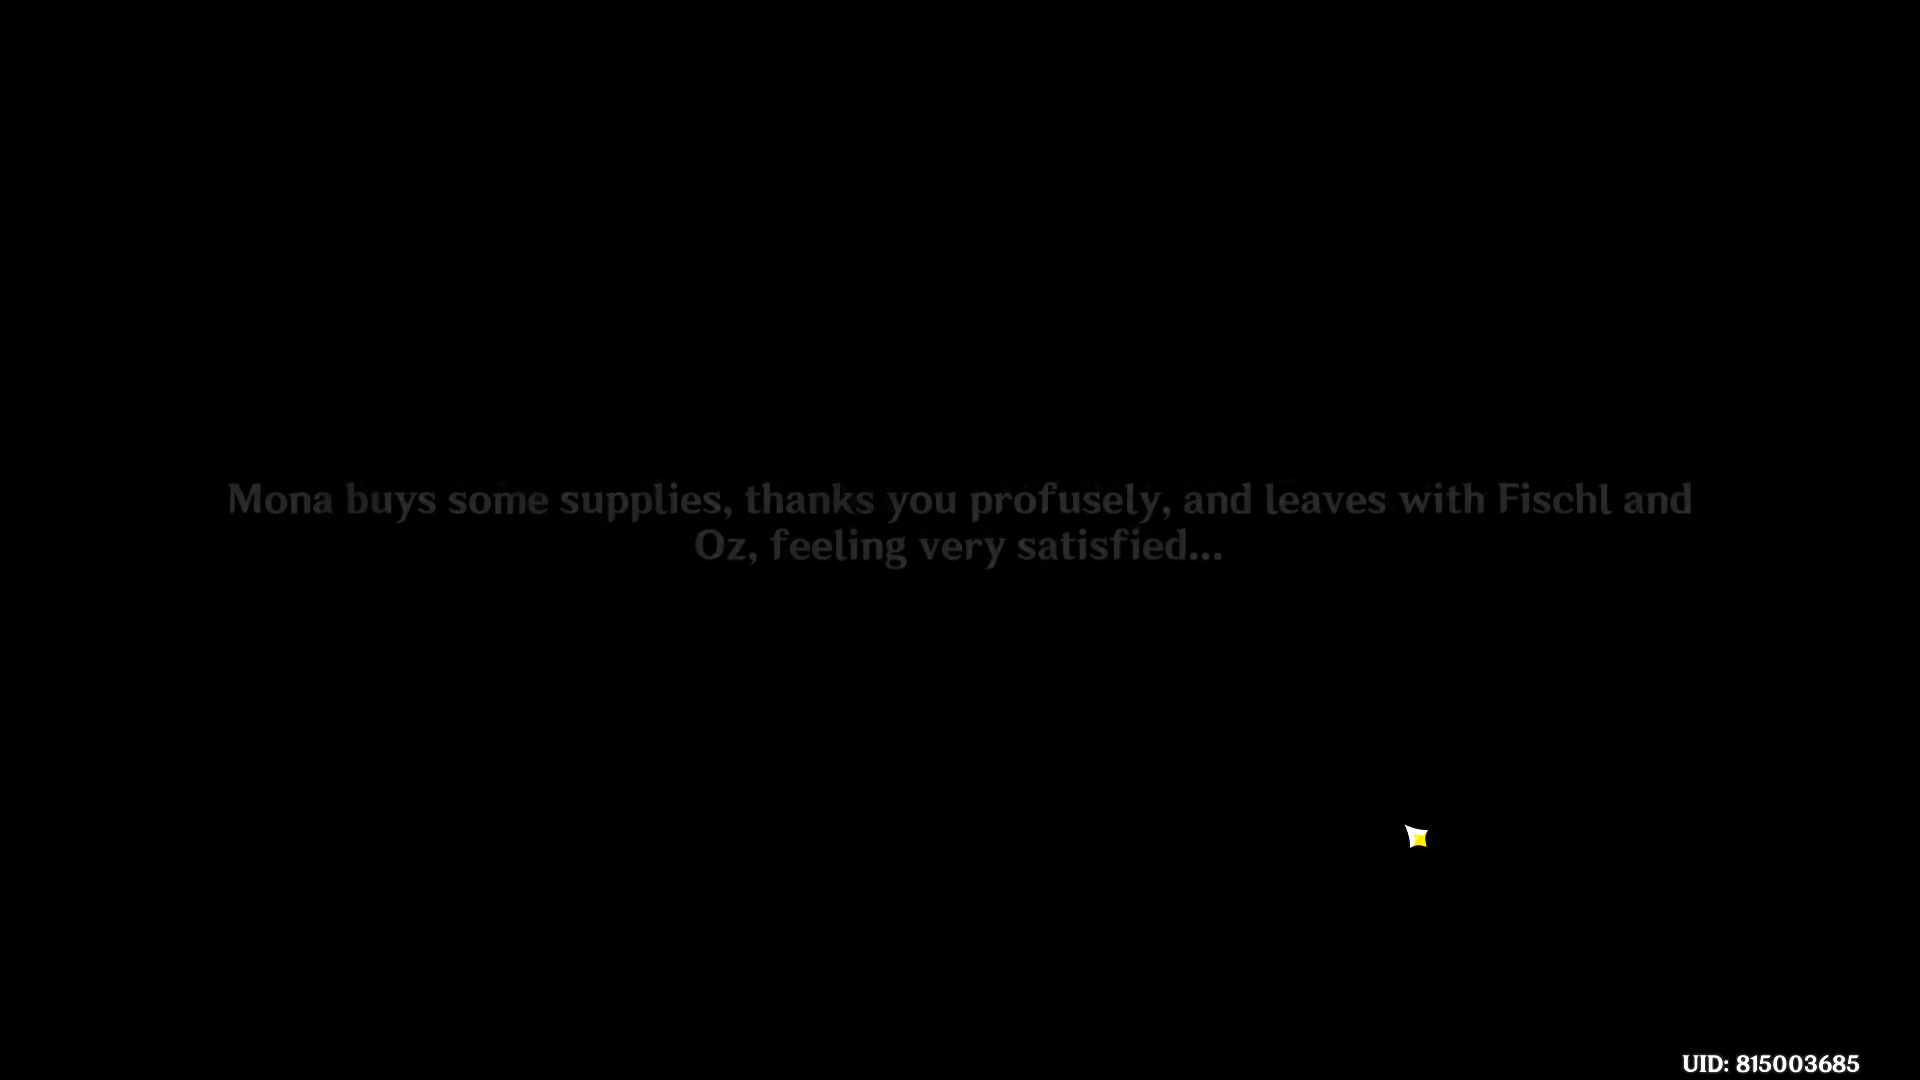 Mona buys some supplies, thanks you profusely, and leaves with Fischl and
Oz, feeling very satisfied...
UID: 815003685